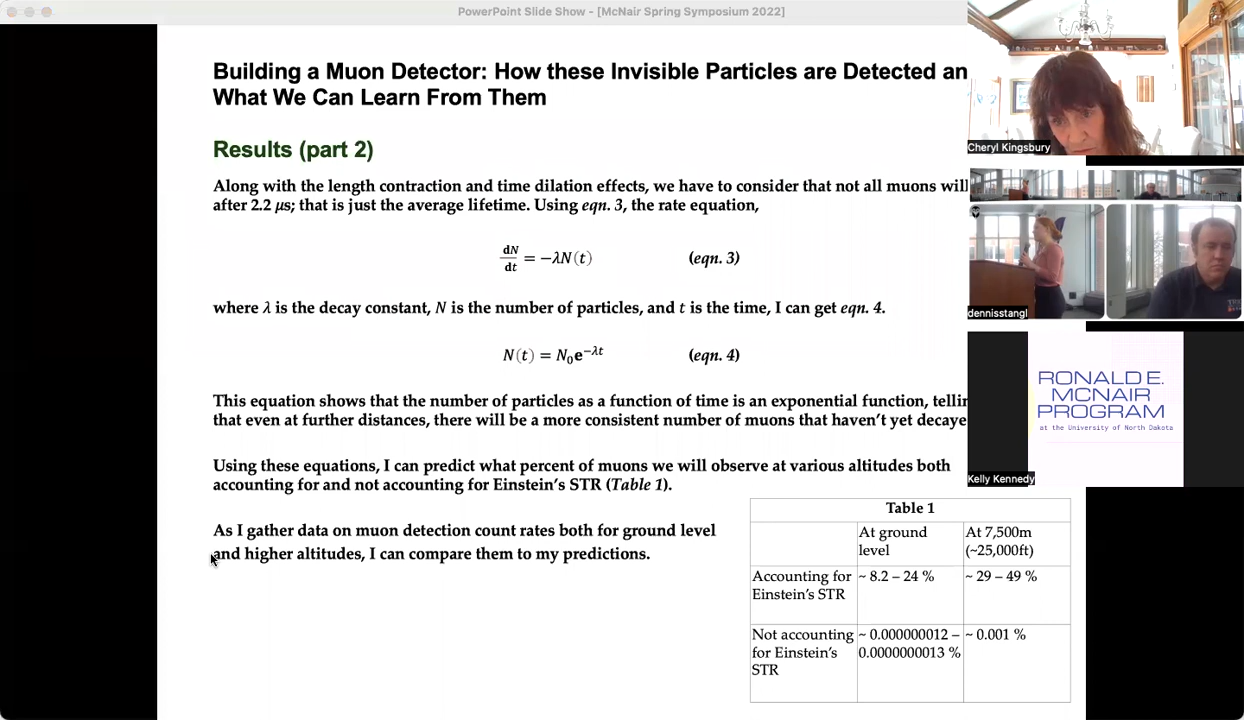 PowerPoint Slide Show - [McNair Spring Symposium 2022]
Building a Muon Detector: How these Invisible Particles are Detected an
What We Can Learn From Them
Results (part 2)
Along with the length contraction and time dilation effects, we have to consider that not all muons will
after 2.2 μs; that is just the average lifetime. Using eqn. 3, the rate equation,
dN/dt = −λN(t) (eqn. 3)
where λ is the decay constant, N is the number of particles, and t is the time, I can get eqn. 4.
N(t) = N₀e^−λt (eqn. 4)
This equation shows that the number of particles as a function of time is an exponential function, tellin
that even at further distances, there will be a more consistent number of muons that haven't yet decaye
Using these equations, I can predict what percent of muons we will observe at various altitudes both
accounting for and not accounting for Einstein's STR (Table 1).
As I gather data on muon detection count rates both for ground level
and higher altitudes, I can compare them to my predictions.
Table 1
At ground level
At 7,500m (~25,000ft)
Accounting for Einstein's STR
~ 8.2 – 24 %
~ 29 – 49 %
Not accounting for Einstein's STR
~ 0.000000012 – 0.0000000013 %
~ 0.001 %
Cheryl Kingsbury
dennisstangl
RONALD E.
MCNAIR
PROGRAM
at the University of North Dakota
Kelly Kennedy